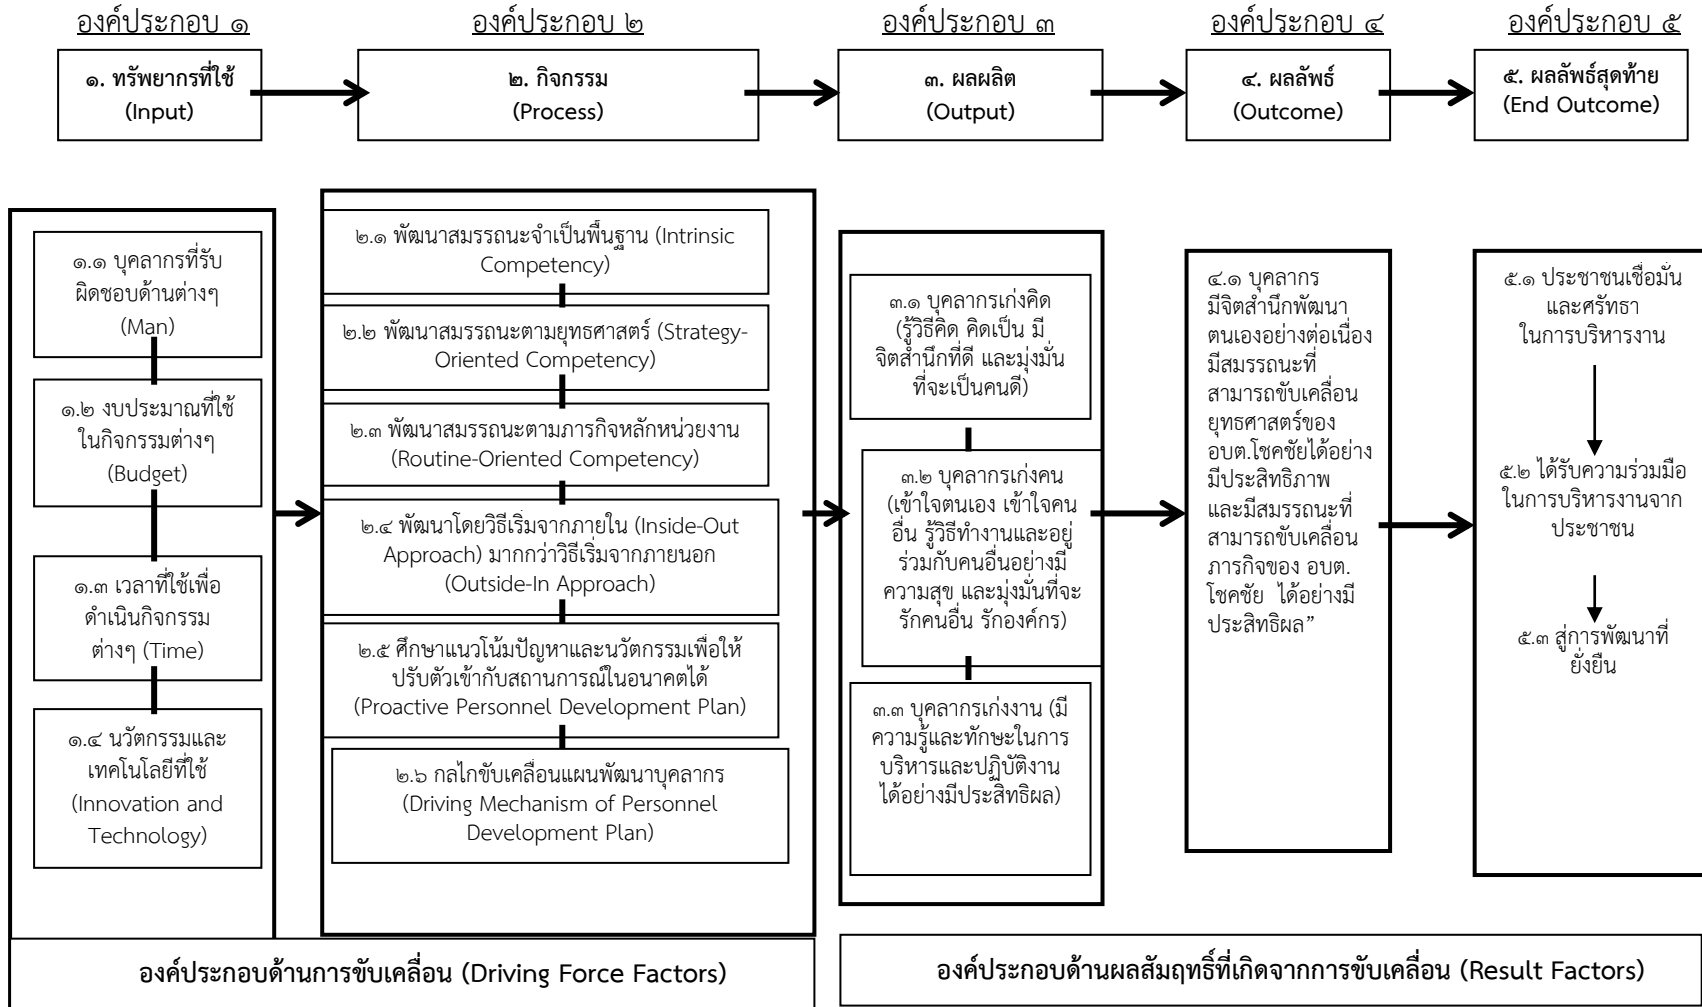 องค์ประกอบ ๑
องค์ประกอบ ๒
องค์ประกอบ ๓
องค์ประกอบ ๔
องค์ประกอบ ๕
๑. ทรัพยากรที่ใช้
(Input)
๒. กิจกรรม
(Process)
๓. ผลผลิต
(Output)
๔. ผลลัพธ์
(Outcome)
๕. ผลลัพธ์สุดท้าย
(End Outcome)
๑.๑ บุคลากรที่รับ
ผิดชอบด้านต่างๆ
(Man)
๑.๒ งบประมาณที่ใช้
ในกิจกรรมต่างๆ
(Budget)
๑.๓ เวลาที่ใช้เพื่อ
ดำเนินกิจกรรม
ต่างๆ (Time)
๑.๔ นวัตกรรมและ
เทคโนโลยีที่ใช้
(Innovation and
Technology)
๒.๑ พัฒนาสมรรถนะจำเป็นพื้นฐาน (Intrinsic
Competency)
๒.๒ พัฒนาสมรรถนะตามยุทธศาสตร์ (Strategy-
Oriented Competency)
๒.๓ พัฒนาสมรรถนะตามภารกิจหลักหน่วยงาน
(Routine-Oriented Competency)
๒.๔ พัฒนาโดยวิธีเริ่มจากภายใน (Inside-Out
Approach) มากกว่าวิธีเริ่มจากภายนอก
(Outside-In Approach)
๒.๕ ศึกษาแนวโน้มปัญหาและนวัตกรรมเพื่อให้
ปรับตัวเข้ากับสถานการณ์ในอนาคตได้
(Proactive Personnel Development Plan)
๒.๖ กลไกขับเคลื่อนแผนพัฒนาบุคลากร
(Driving Mechanism of Personnel
Development Plan)
๓.๑ บุคลากรเก่งคิด
(รู้วิธีคิด คิดเป็น มี
จิตสำนึกที่ดี และมุ่งมั่น
ที่จะเป็นคนดี)
๓.๒ บุคลากรเก่งคน
(เข้าใจตนเอง เข้าใจคน
อื่น รู้วิธีทำงานและอยู่
ร่วมกับคนอื่นอย่างมี
ความสุข และมุ่งมั่นที่จะ
รักคนอื่น รักองค์กร)
๓.๓ บุคลากรเก่งงาน (มี
ความรู้และทักษะในการ
บริหารและปฏิบัติงาน
ได้อย่างมีประสิทธิผล)
๔.๑ บุคลากร
มีจิตสำนึกพัฒนา
ตนเองอย่างต่อเนื่อง
มีสมรรถนะที่
สามารถขับเคลื่อน
ยุทธศาสตร์ของ
อบต.โชคชัยได้อย่าง
มีประสิทธิภาพ
และมีสมรรถนะที่
สามารถขับเคลื่อน
ภารกิจของ อบต.
โชคชัย ได้อย่างมี
ประสิทธิผล”
๕.๑ ประชาชนเชื่อมั่น
และศรัทธา
ในการบริหารงาน
๕.๒ ได้รับความร่วมมือ
ในการบริหารงานจาก
ประชาชน
๕.๓ สู่การพัฒนาที่
ยั่งยืน
องค์ประกอบด้านการขับเคลื่อน (Driving Force Factors)
องค์ประกอบด้านผลสัมฤทธิ์ที่เกิดจากการขับเคลื่อน (Result Factors)